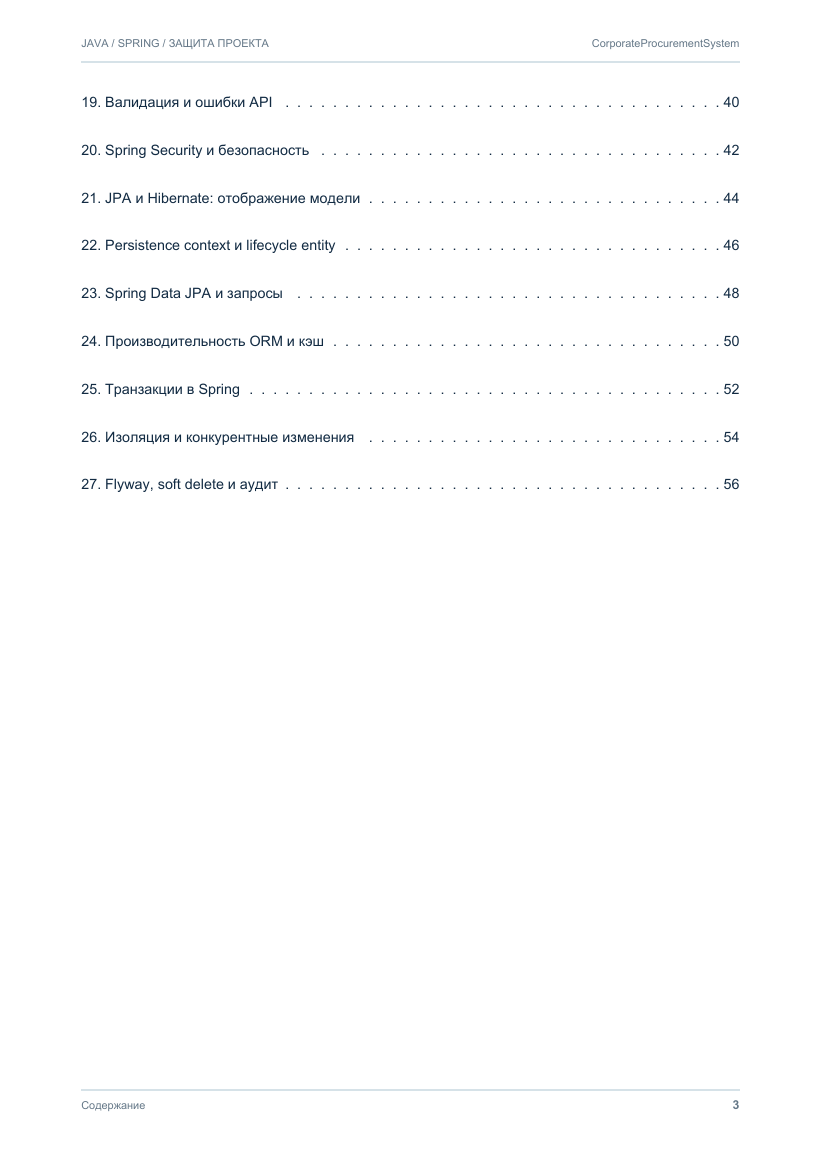 JAVA / SPRING / ЗАЩИТА ПРОЕКТА CorporateProcurementSystem
19. Валидация и ошибки API . . . . . . . . . . . . . . . . . . . . . . . . . . . . . . . . . . . . . 40
20. Spring Security и безопасность . . . . . . . . . . . . . . . . . . . . . . . . . . . . . . . . . . 42
21. JPA и Hibernate: отображение модели . . . . . . . . . . . . . . . . . . . . . . . . . . . . . . 44
22. Persistence context и lifecycle entity . . . . . . . . . . . . . . . . . . . . . . . . . . . . . . . . 46
23. Spring Data JPA и запросы . . . . . . . . . . . . . . . . . . . . . . . . . . . . . . . . . . . . 48
24. Производительность ORM и кэш . . . . . . . . . . . . . . . . . . . . . . . . . . . . . . . . . 50
25. Транзакции в Spring . . . . . . . . . . . . . . . . . . . . . . . . . . . . . . . . . . . . . . . . 52
26. Изоляция и конкурентные изменения . . . . . . . . . . . . . . . . . . . . . . . . . . . . . . 54
27. Flyway, soft delete и аудит . . . . . . . . . . . . . . . . . . . . . . . . . . . . . . . . . . . . . 56
Содержание 3